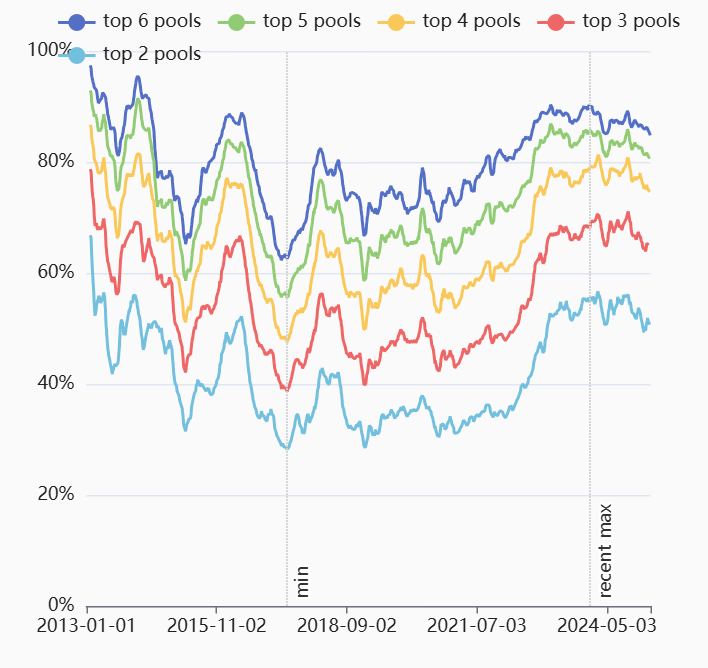 top 6 pools top 5 pools top 4 pools top 3 pools
top 2 pools
100%
80%
60%
40%
20%
0%
min
recent max
2013-01-01 2015-11-02 2018-09-02 2021-07-03 2024-05-03